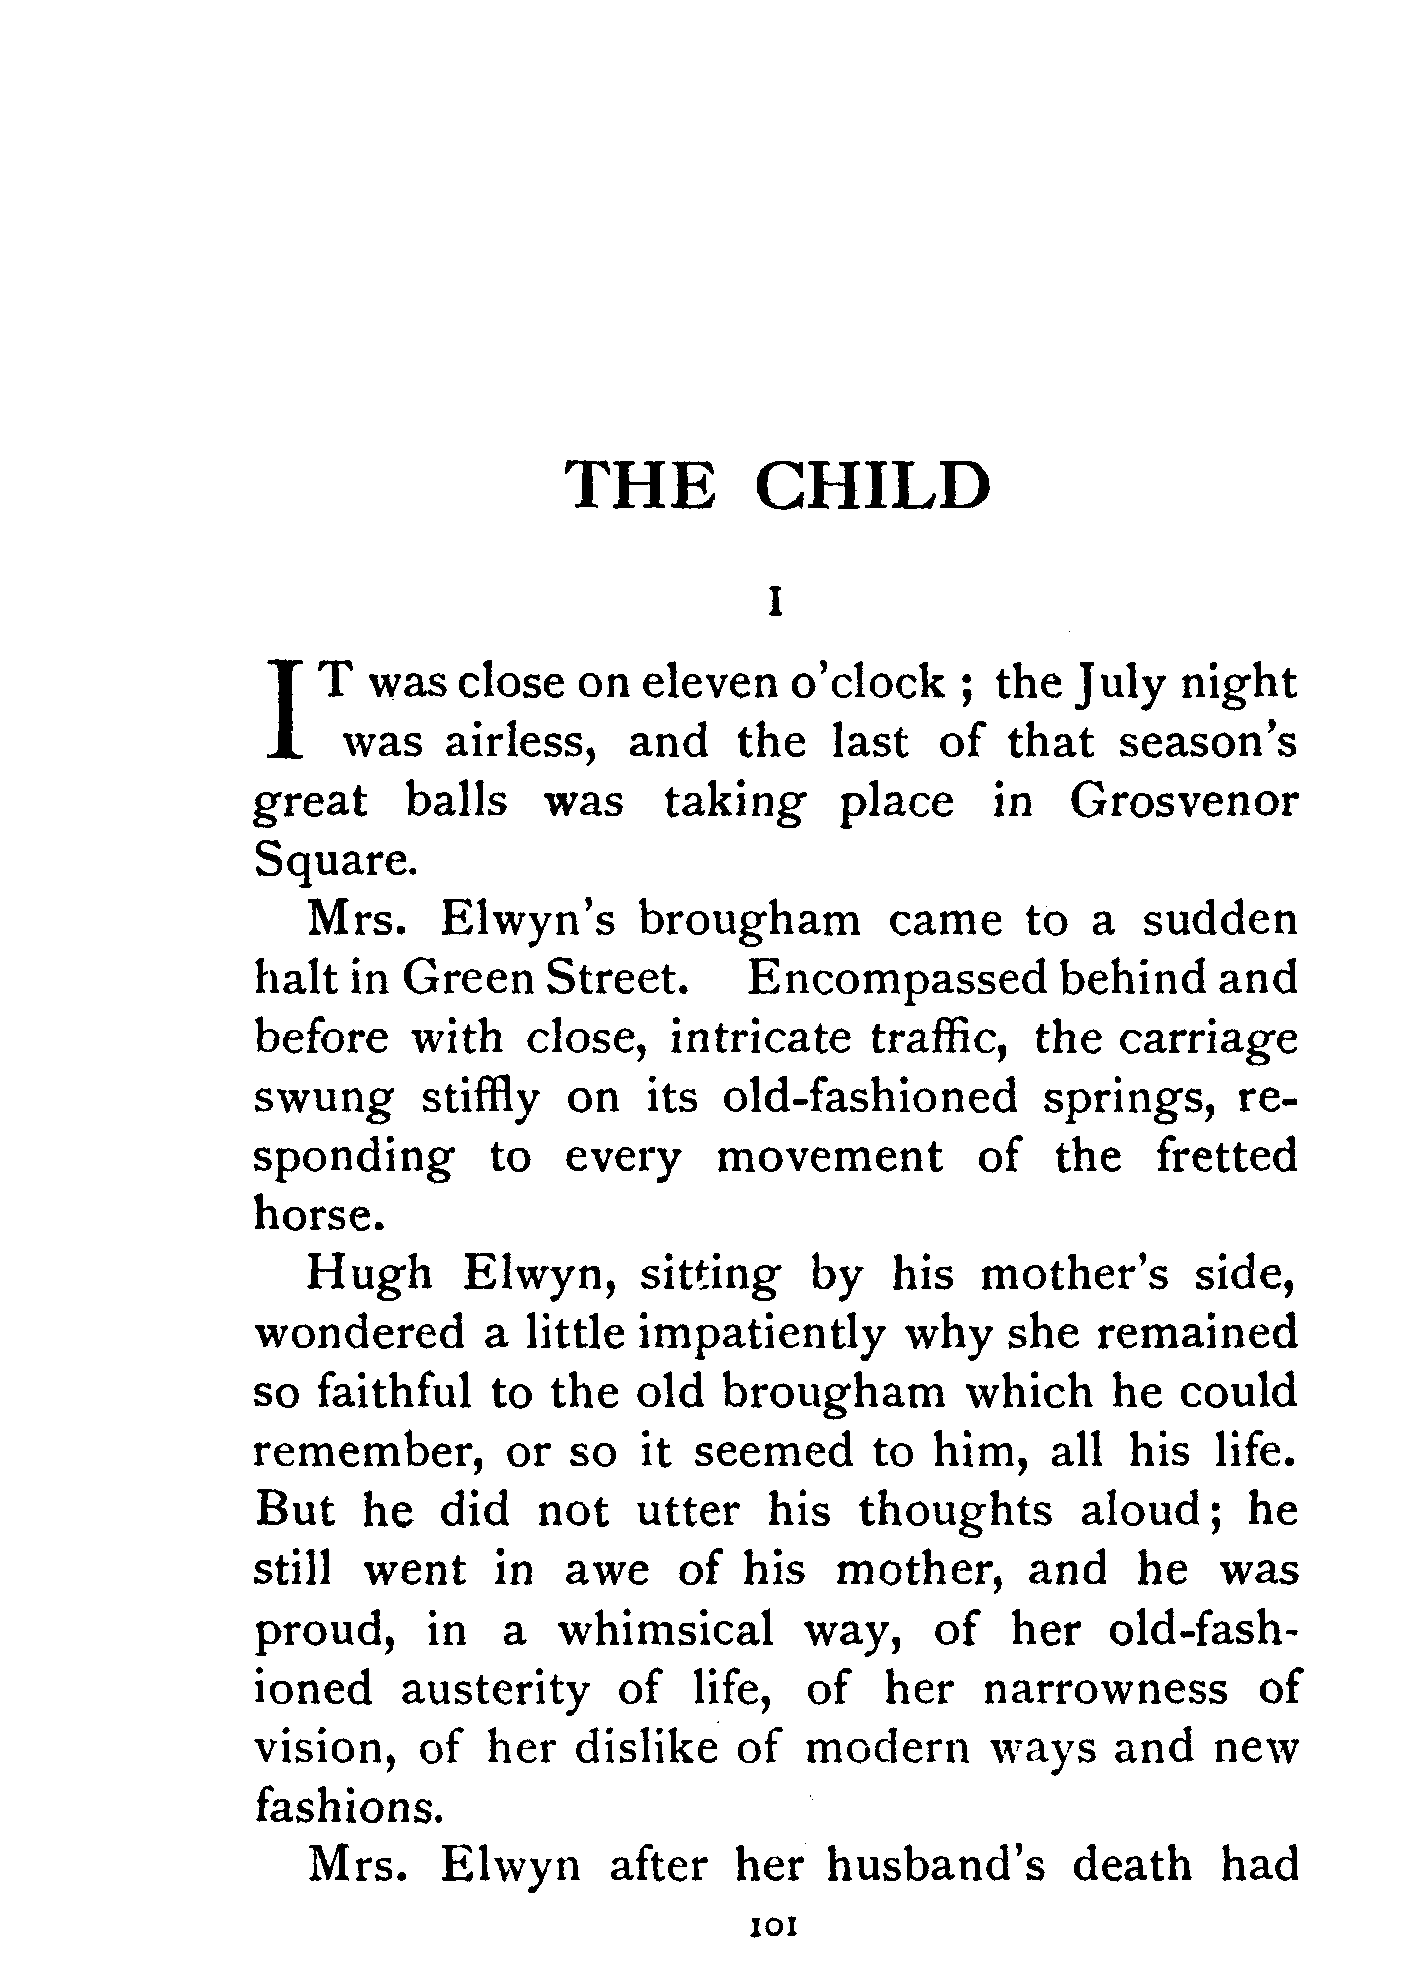 THE CHILD
I
IT was close on eleven o'clock ; the July night
was airless, and the last of that season's
great balls was taking place in Grosvenor
Square.
Mrs. Elwyn's brougham came to a sudden
halt in Green Street. Encompassed behind and
before with close, intricate traffic, the carriage
swung stiffly on its old-fashioned springs, re-
sponding to every movement of the fretted
horse.
Hugh Elwyn, sitting by his mother's side,
wondered a little impatiently why she remained
so faithful to the old brougham which he could
remember, or so it seemed to him, all his life.
But he did not utter his thoughts aloud; he
still went in awe of his mother, and he was
proud, in a whimsical way, of her old-fash-
ioned austerity of life, of her narrowness of
vision, of her dislike of modern ways and new
fashions.
Mrs. Elwyn after her husband's death had
101